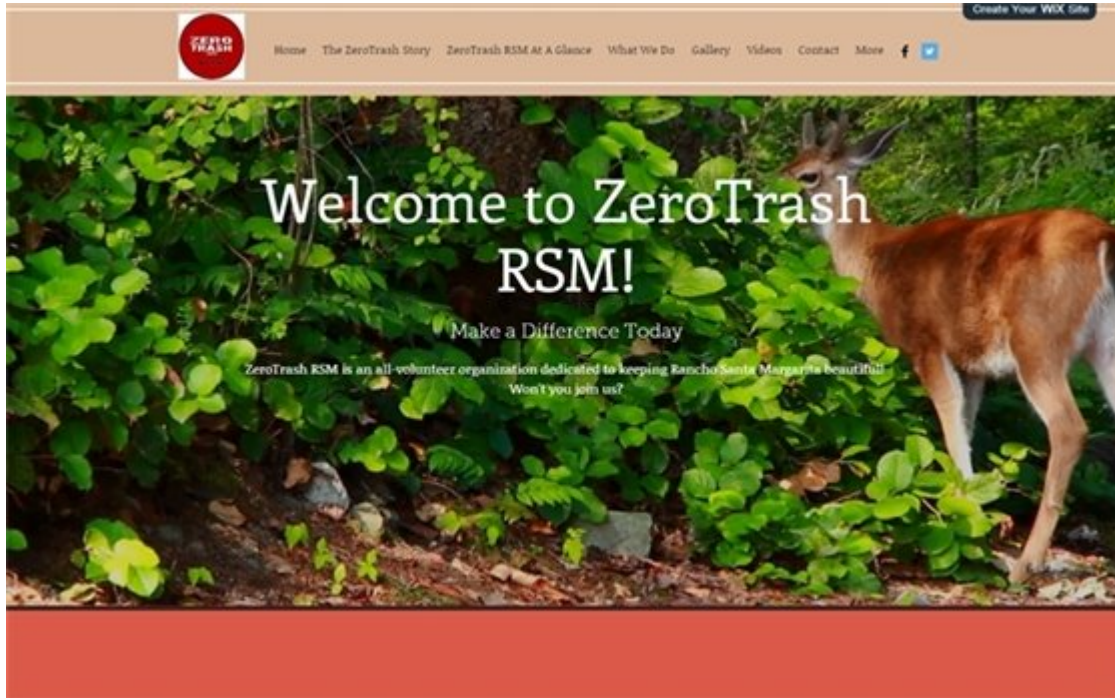 Create Your WIX Site
ZERO
TRASH
Home The ZeroTrash Story ZeroTrash RSM At A Glance What We Do Gallery Videos Contact More f
Welcome to ZeroTrash
RSM!
Make a Difference Today
ZeroTrash RSM is an all-volunteer organization dedicated to keeping Rancho Santa Margarita beautiful!
Won't you join us?